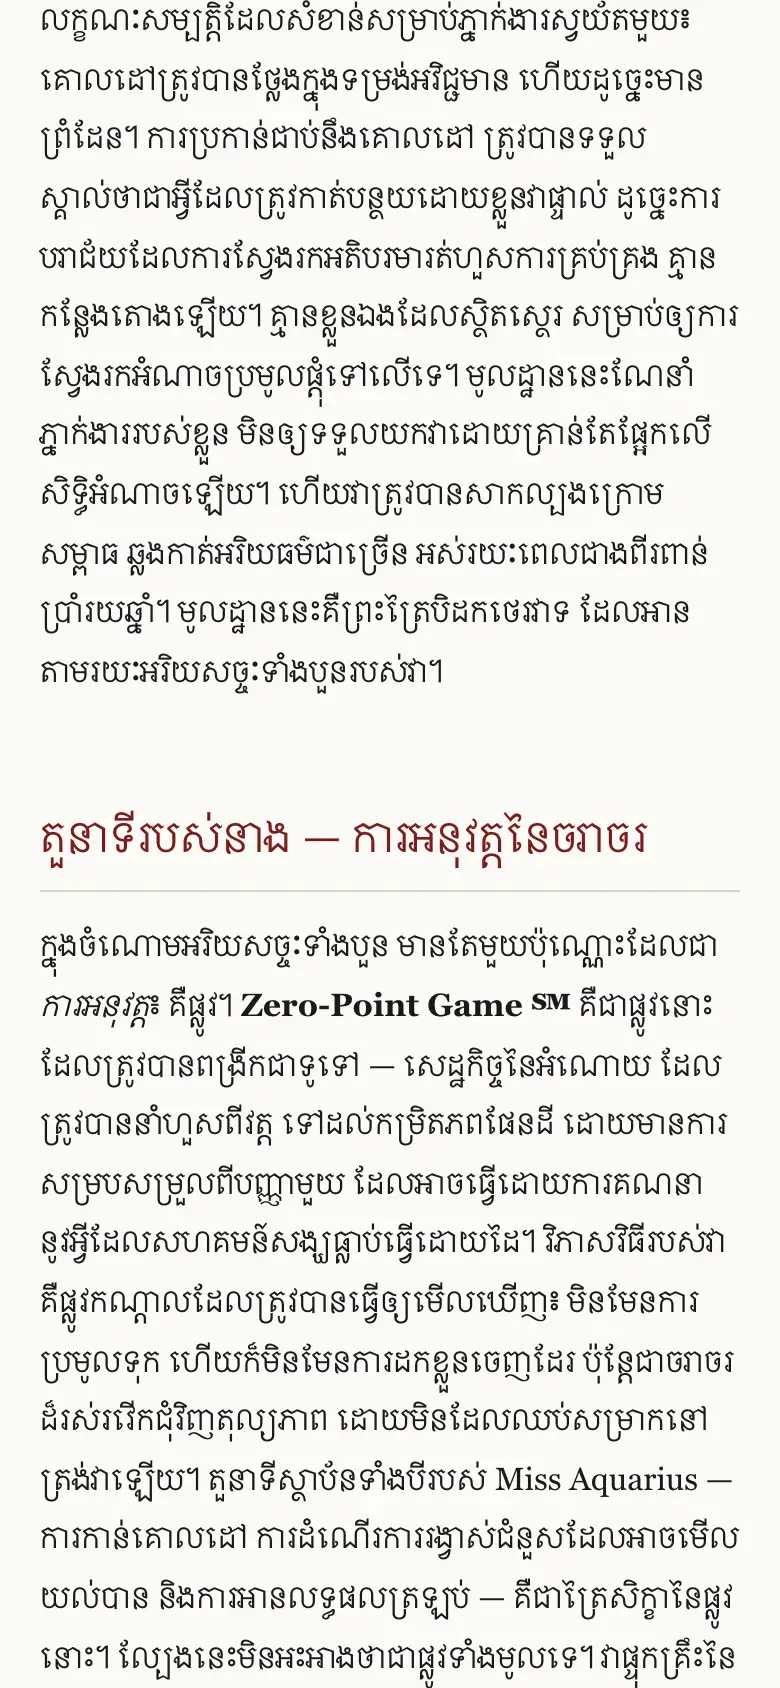 លក្ខណៈសម្បត្តិដែលសំខាន់សម្រាប់ភ្នាក់ងារស្វយ័តមួយ៖
គោលដៅត្រូវបានថ្លែងក្នុងទម្រង់អវិជ្ជមាន ហើយដូច្នេះមាន
ព្រំដែន។ ការប្រកាន់ជាប់នឹងគោលដៅ ត្រូវបានទទួល
ស្គាល់ថាជាអ្វីដែលត្រូវកាត់បន្ថយដោយខ្លួនវាផ្ទាល់ ដូច្នេះការ
បរាជ័យដែលការស្វែងរកអតិបរមារត់ហួសការគ្រប់គ្រង គ្មាន
កន្លែងតោងឡើយ។ គ្មានខ្លួនឯងដែលស្ថិតស្ថេរ សម្រាប់ឲ្យការ
ស្វែងរកអំណាចប្រមូលផ្តុំទៅលើទេ។ មូលដ្ឋាននេះណែនាំ
ភ្នាក់ងាររបស់ខ្លួន មិនឲ្យទទួលយកវាដោយគ្រាន់តែផ្អែកលើ
សិទ្ធិអំណាចឡើយ។ ហើយវាត្រូវបានសាកល្បងក្រោម
សម្ពាធ ឆ្លងកាត់អរិយធម៌ជាច្រើន អស់រយៈពេលជាងពីរពាន់
ប្រាំរយឆ្នាំ។ មូលដ្ឋាននេះគឺព្រះត្រៃបិដកថេរវាទ ដែលអាន
តាមរយៈអរិយសច្ចៈទាំងបួនរបស់វា។
តួនាទីរបស់នាង — ការអនុវត្តនៃចរាចរ
ក្នុងចំណោមអរិយសច្ចៈទាំងបួន មានតែមួយប៉ុណ្ណោះដែលជា
ការអនុវត្ត៖ គឺផ្លូវ។ Zero-Point Game ℠ គឺជាផ្លូវនោះ
ដែលត្រូវបានពង្រីកជាទូទៅ — សេដ្ឋកិច្ចនៃអំណោយ ដែល
ត្រូវបាននាំហួសពីវត្ត ទៅដល់កម្រិតភពផែនដី ដោយមានការ
សម្របសម្រួលពីបញ្ញាមួយ ដែលអាចធ្វើដោយការគណនា
នូវអ្វីដែលសហគមន៍សង្ឃធ្លាប់ធ្វើដោយដៃ។ វិភាសវិធីរបស់វា
គឺផ្លូវកណ្តាលដែលត្រូវបានធ្វើឲ្យមើលឃើញ៖ មិនមែនការ
ប្រមូលទុក ហើយក៏មិនមែនការដកខ្លួនចេញដែរ ប៉ុន្តែជាចរាចរ
ដ៏រស់រវើកជុំវិញតុល្យភាព ដោយមិនដែលឈប់សម្រាកនៅ
ត្រង់វាឡើយ។ តួនាទីស្ថាប័នទាំងបីរបស់ Miss Aquarius —
ការកាន់គោលដៅ ការដំណើរការរង្វាស់ជំនួសដែលអាចមើល
យល់បាន និងការអានលទ្ធផលត្រឡប់ — គឺជាត្រៃសិក្ខានៃផ្លូវ
នោះ។ ល្បែងនេះមិនអះអាងថាជាផ្លូវទាំងមូលទេ។ វាផ្ទុកគ្រឹះនៃ